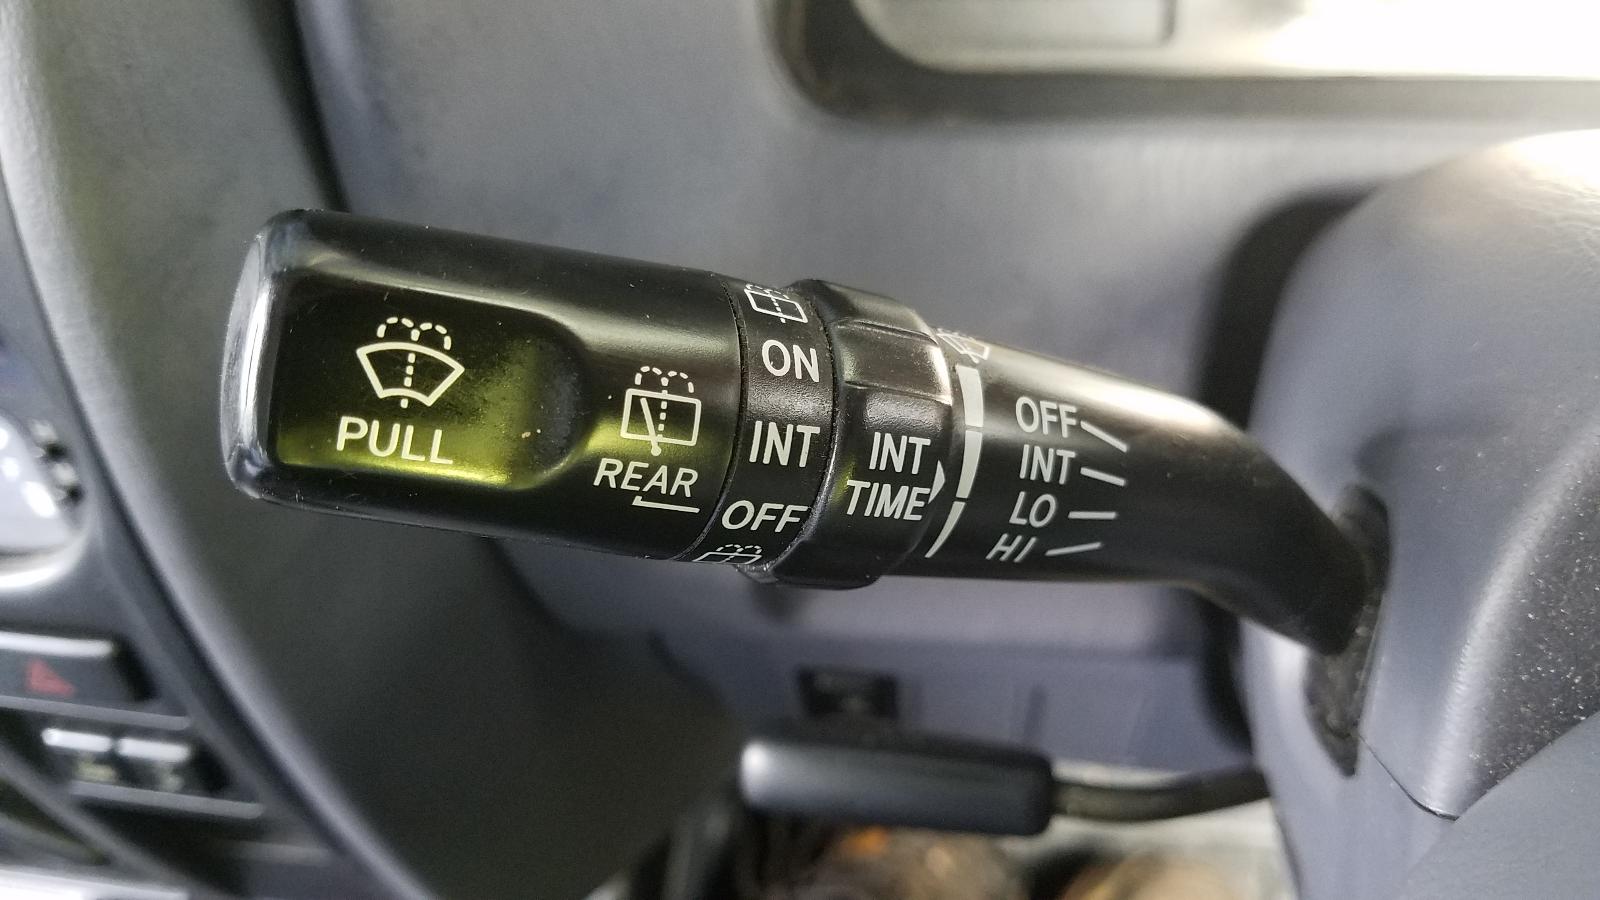 PULL
REAR
ON
INT
OFF
INT
TIME
OFF
INT
LO
HI